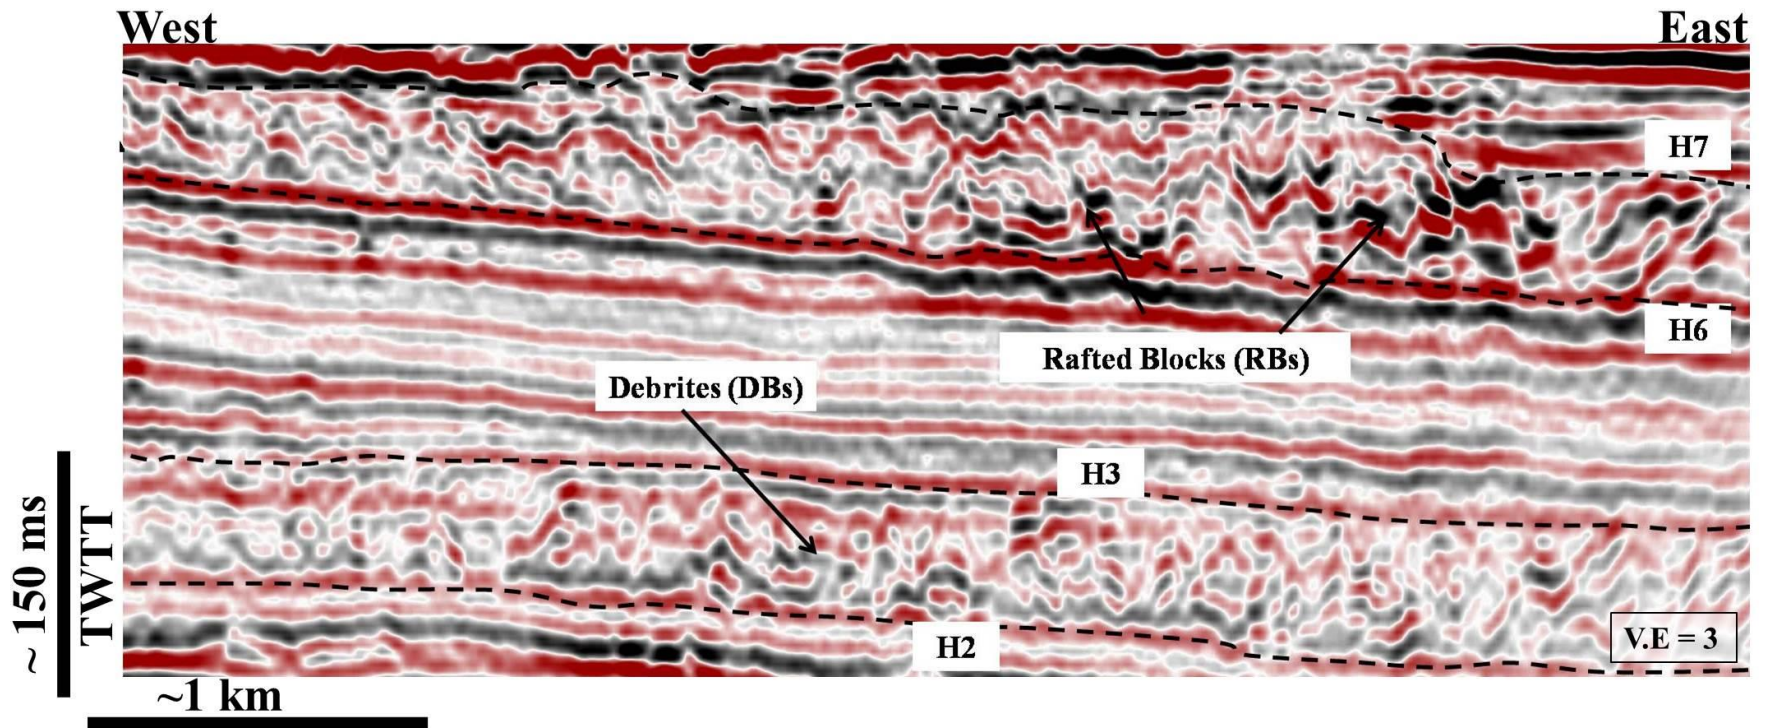 West
East
H7
H6
Rafted Blocks (RBs)
Debrites (DBs)
H3
~ 150 ms
TWTT
H2
V.E = 3
~1 km